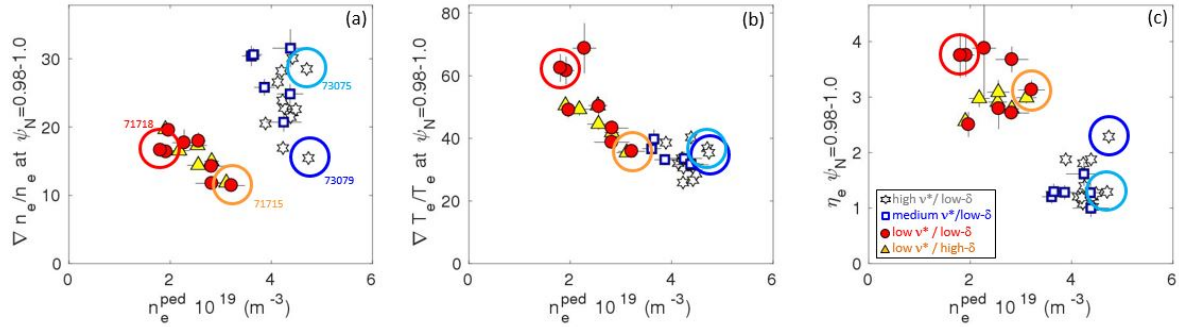 (a)
∇ n_e/n_e at ψ_N=0.98-1.0
30
20
10
0
0 2 4 6
n_e^ped 10^19 (m^-3)
73075
71718
73079
71715
(b)
∇ T_e/T_e at ψ_N=0.98-1.0
80
60
40
20
0
0 2 4 6
n_e^ped 10^19 (m^-3)
(c)
η_e ψ_N=0.98-1.0
4
3
2
1
0
0 2 4 6
n_e^ped 10^19 (m^-3)
high ν*/low-δ
medium ν*/low-δ
low ν* / low-δ
low ν* / high-δ